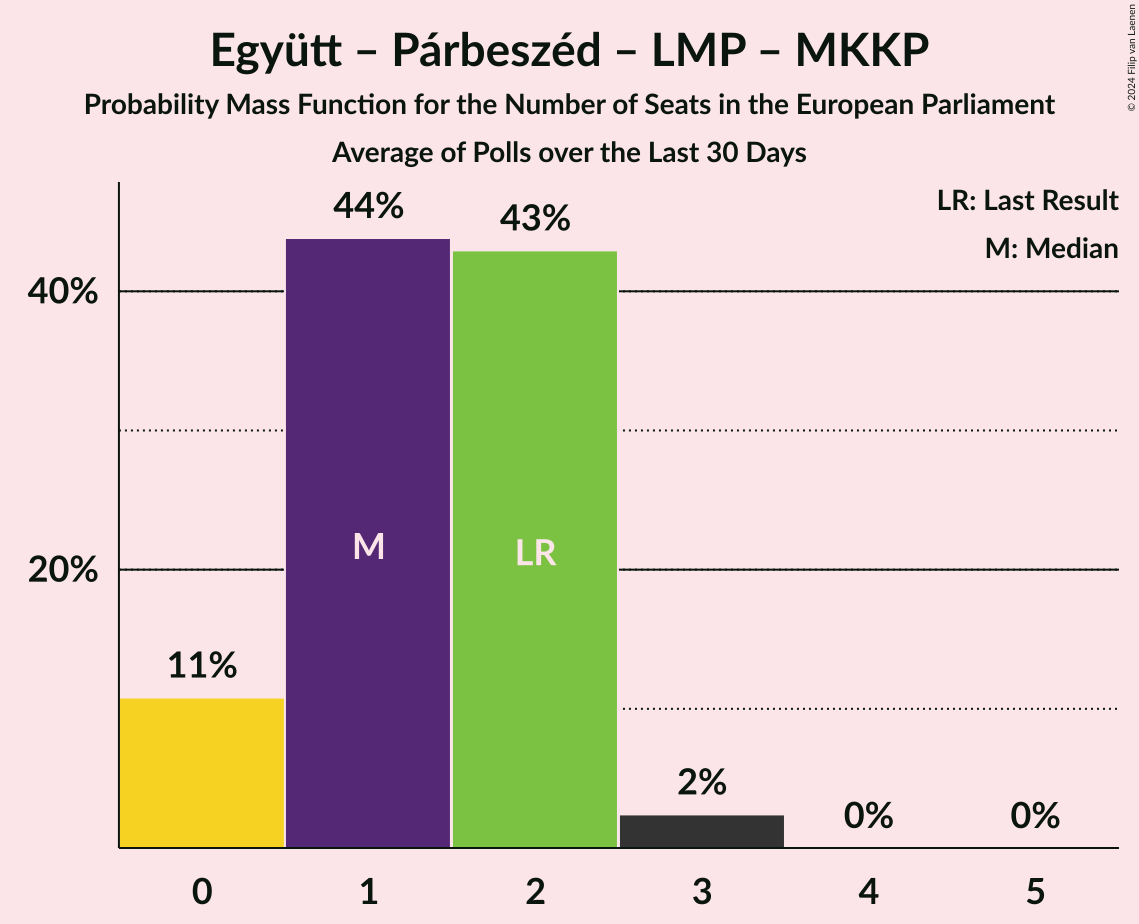 Együtt – Párbeszéd – LMP – MKKP
Probability Mass Function for the Number of Seats in the European Parliament
Average of Polls over the Last 30 Days
© 2024 Filip van Laenen
LR: Last Result
M: Median
44%
43%
40%
M
LR
20%
11%
2%
0%
0%
0
1
2
3
4
5